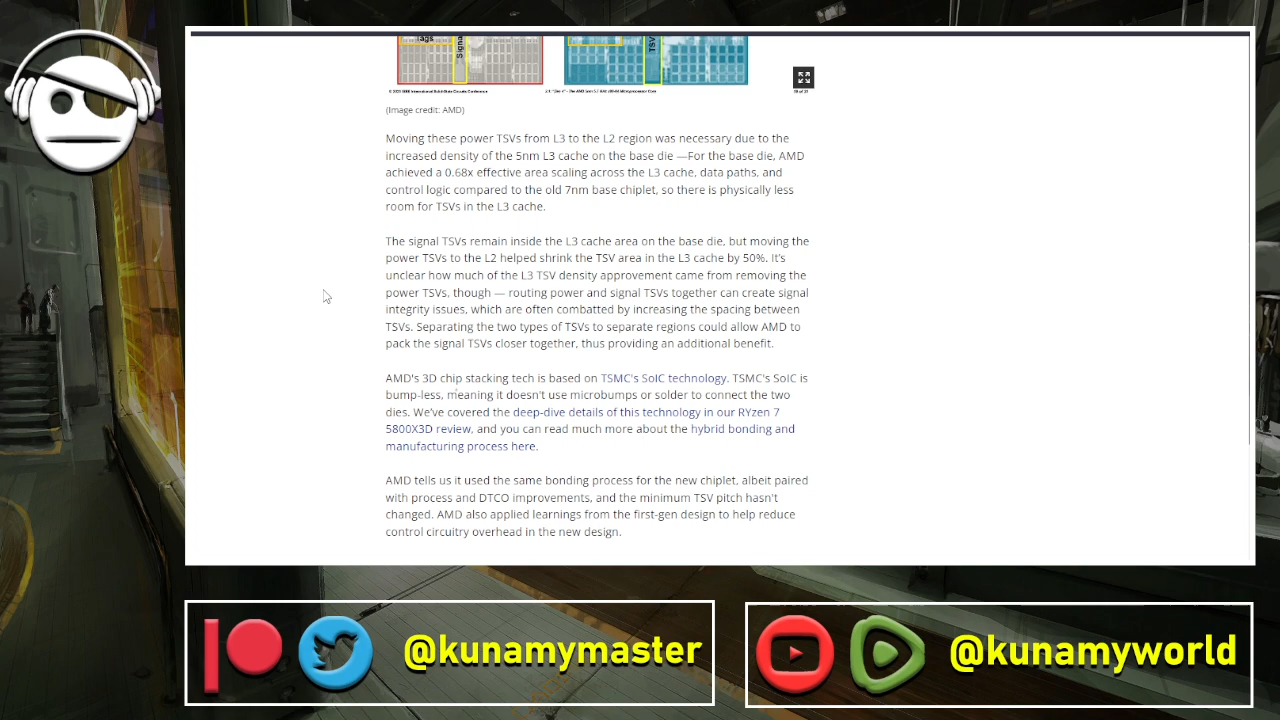 Tags
Signa
TSV
© 2023 IEEE International Solid-State Circuits Conference
19 of 21
(Image credit: AMD)
Moving these power TSVs from L3 to the L2 region was necessary due to the
increased density of the 5nm L3 cache on the base die —For the base die, AMD
achieved a 0.68x effective area scaling across the L3 cache, data paths, and
control logic compared to the old 7nm base chiplet, so there is physically less
room for TSVs in the L3 cache.
The signal TSVs remain inside the L3 cache area on the base die, but moving the
power TSVs to the L2 helped shrink the TSV area in the L3 cache by 50%. It's
unclear how much of the L3 TSV density approvement came from removing the
power TSVs, though — routing power and signal TSVs together can create signal
integrity issues, which are often combatted by increasing the spacing between
TSVs. Separating the two types of TSVs to separate regions could allow AMD to
pack the signal TSVs closer together, thus providing an additional benefit.
AMD's 3D chip stacking tech is based on TSMC's SoIC technology. TSMC's SoIC is
bump-less, meaning it doesn't use microbumps or solder to connect the two
dies. We've covered the deep-dive details of this technology in our RYzen 7
5800X3D review, and you can read much more about the hybrid bonding and
manufacturing process here.
AMD tells us it used the same bonding process for the new chiplet, albeit paired
with process and DTCO improvements, and the minimum TSV pitch hasn't
changed. AMD also applied learnings from the first-gen design to help reduce
control circuitry overhead in the new design.
@kunamymaster
@kunamyworld